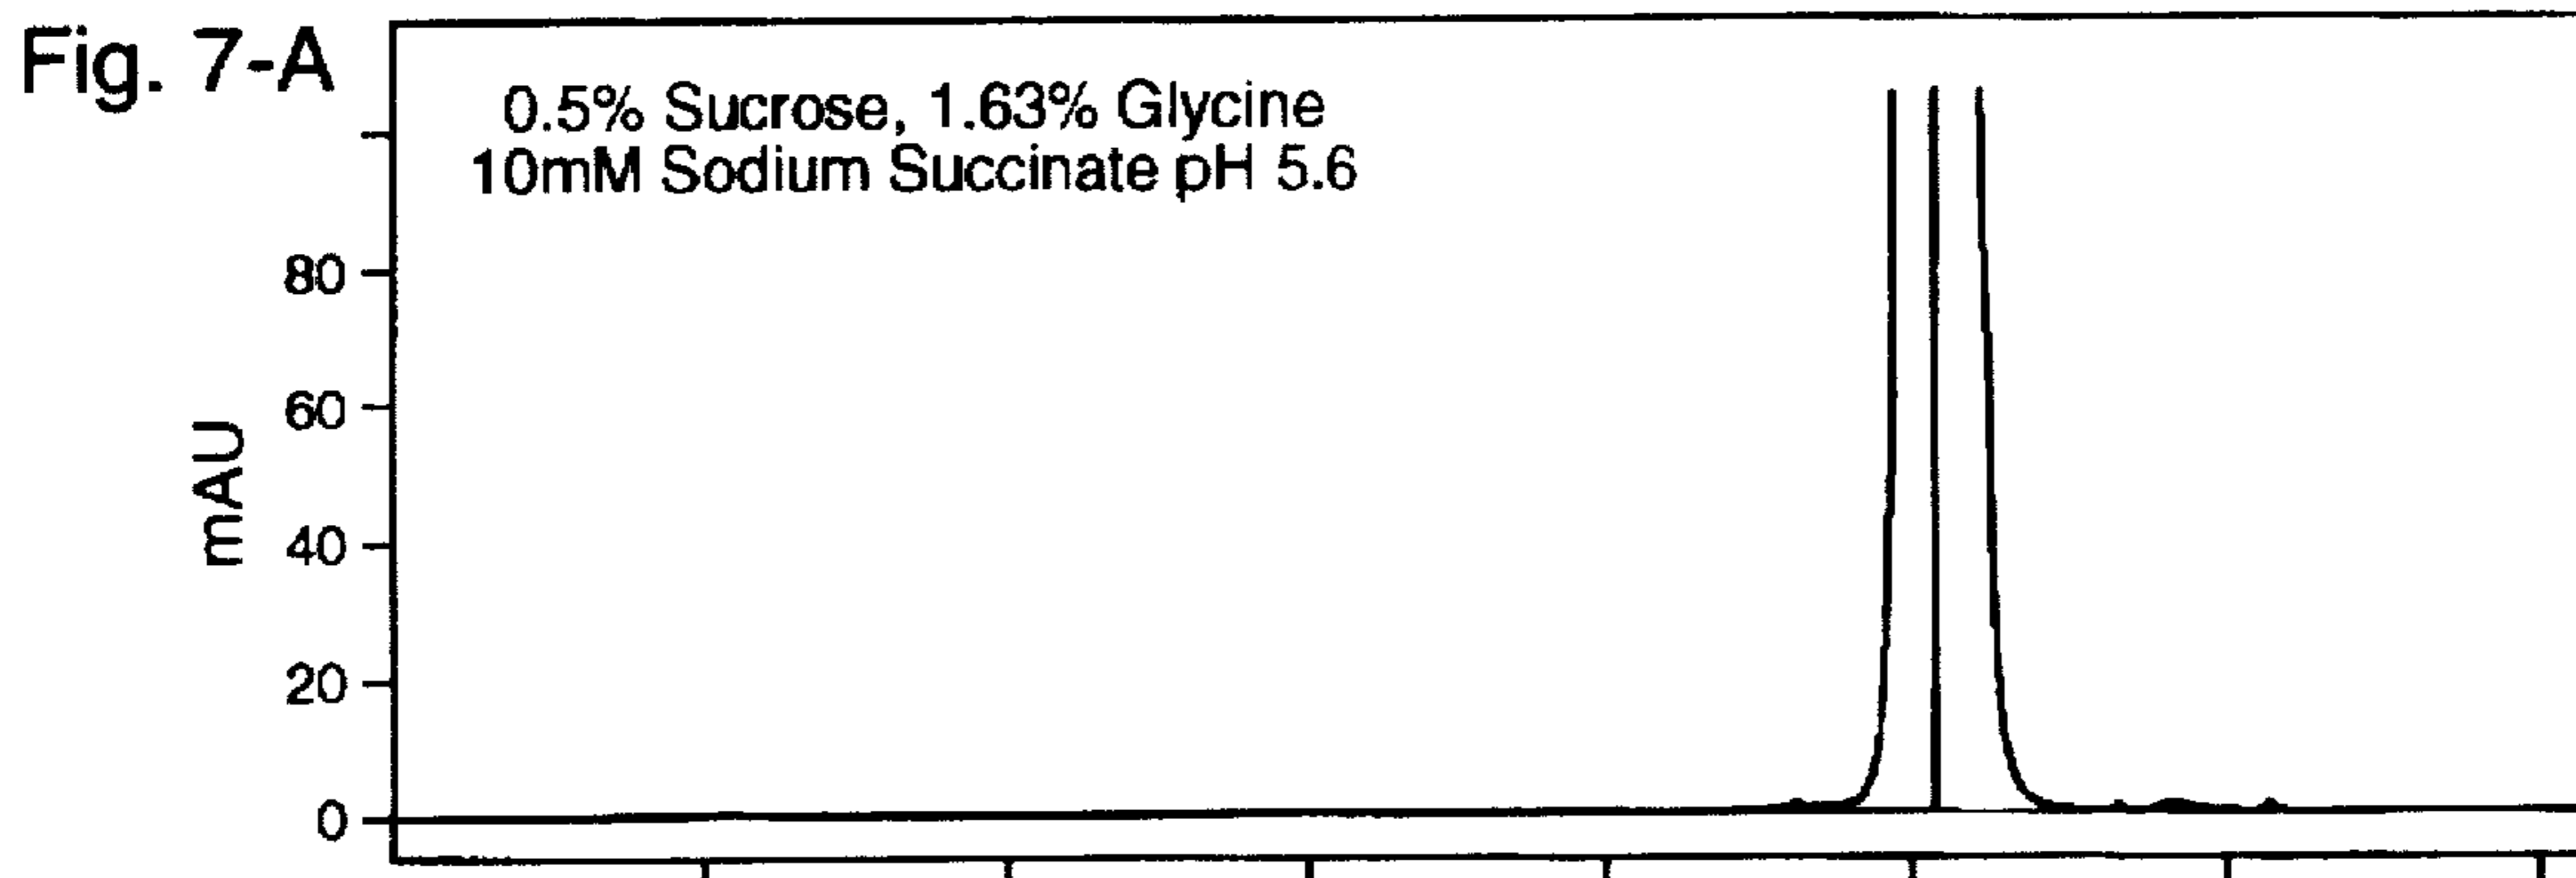 Fig. 7-A
0.5% Sucrose, 1.63% Glycine
10mM Sodium Succinate pH 5.6
80
60
40
20
0
mAU